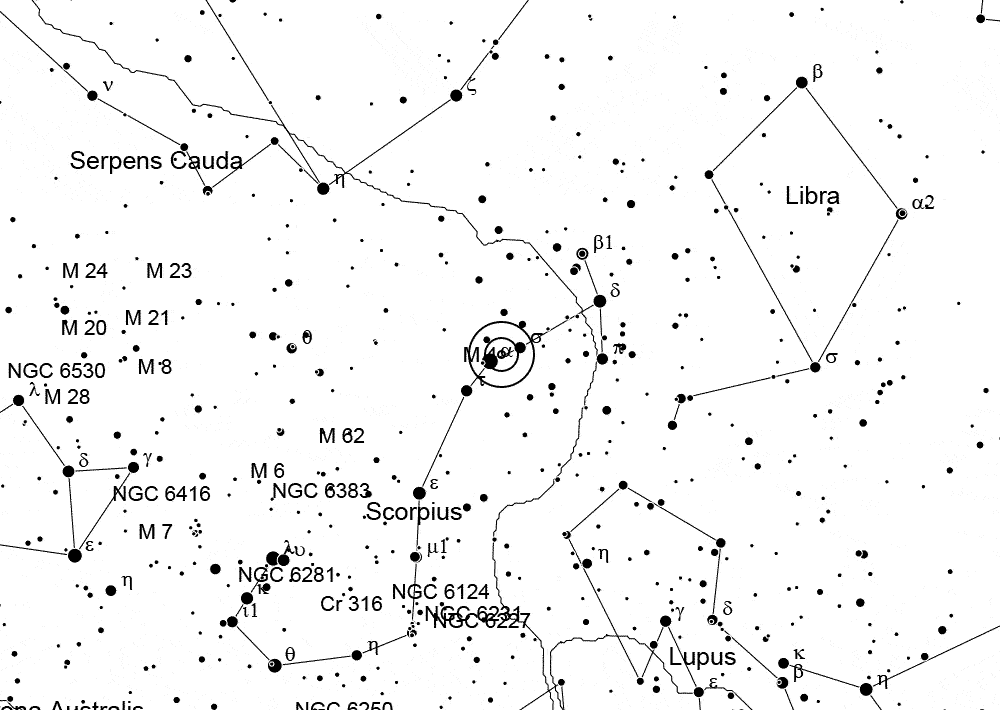 β
ν
ζ
Serpens Cauda
η
Libra
α2
β1
M 24
M 23
δ
M 21
M 20
θ
σ
α
π
σ
M 8
NGC 6530
τ
λ
M 28
M 62
δ
γ
M 6
ε
NGC 6383
NGC 6416
Scorpius
M 7
ε
λυ
μ1
η
NGC 6281
η
κ
NGC 6124
Cr 316
ι1
NGC 6231
NGC 6227
γ
δ
θ
η
Lupus
κ
β
ε
η
NGC 6250